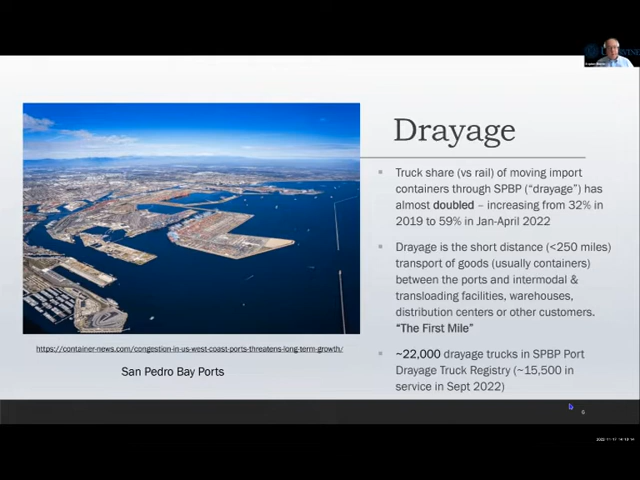 Drayage
Truck share (vs rail) of moving import
containers through SPBP (“drayage”) has
almost doubled – increasing from 32% in
2019 to 59% in Jan-April 2022
Drayage is the short distance (<250 miles)
transport of goods (usually containers)
between the ports and intermodal &
transloading facilities, warehouses,
distribution centers or other customers.
“The First Mile”
~22,000 drayage trucks in SPBP Port
Drayage Truck Registry (~15,500 in
service in Sept 2022)
https://container-news.com/congestion-in-us-west-coast-ports-threatens-long-term-growth/
San Pedro Bay Ports
6